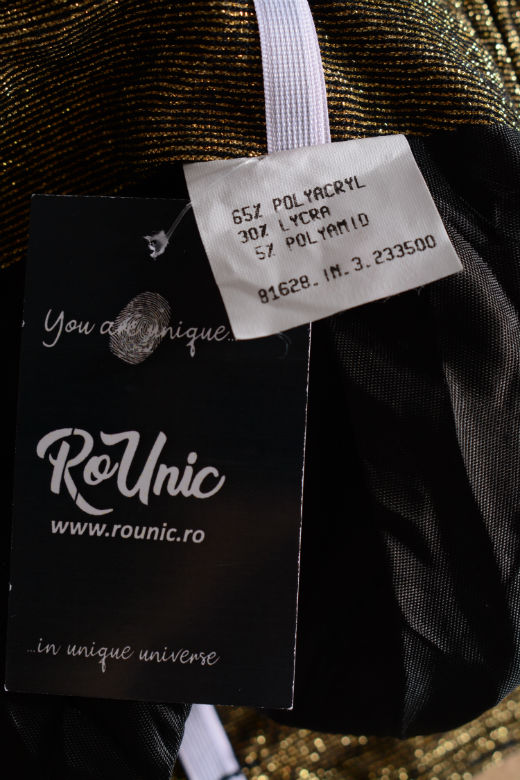 65% POLYACRYL
30% LYCRA
5% POLYAMID
81628.IN.3.233500
You are unique...
RoUnic
www.rounic.ro
...in unique universe